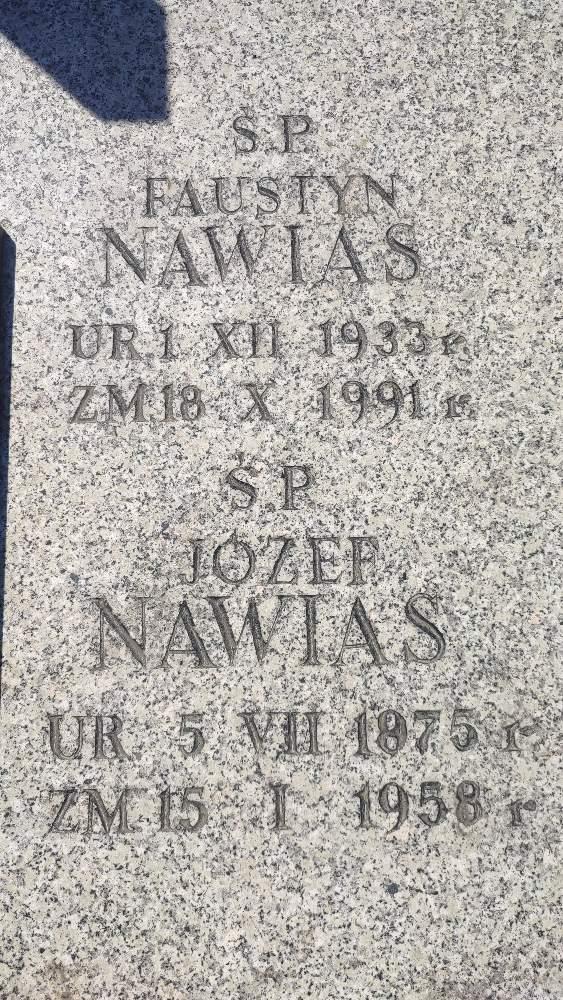 Ś.P.
FAUSTYN
NAWIAS
UR.1 XII 1933 r.
ZM 18 X 1991 r.
Ś.P.
JÓZEF
NAWIAS
UR. 5 VII 1875 r.
ZM 15 I 1958 r.